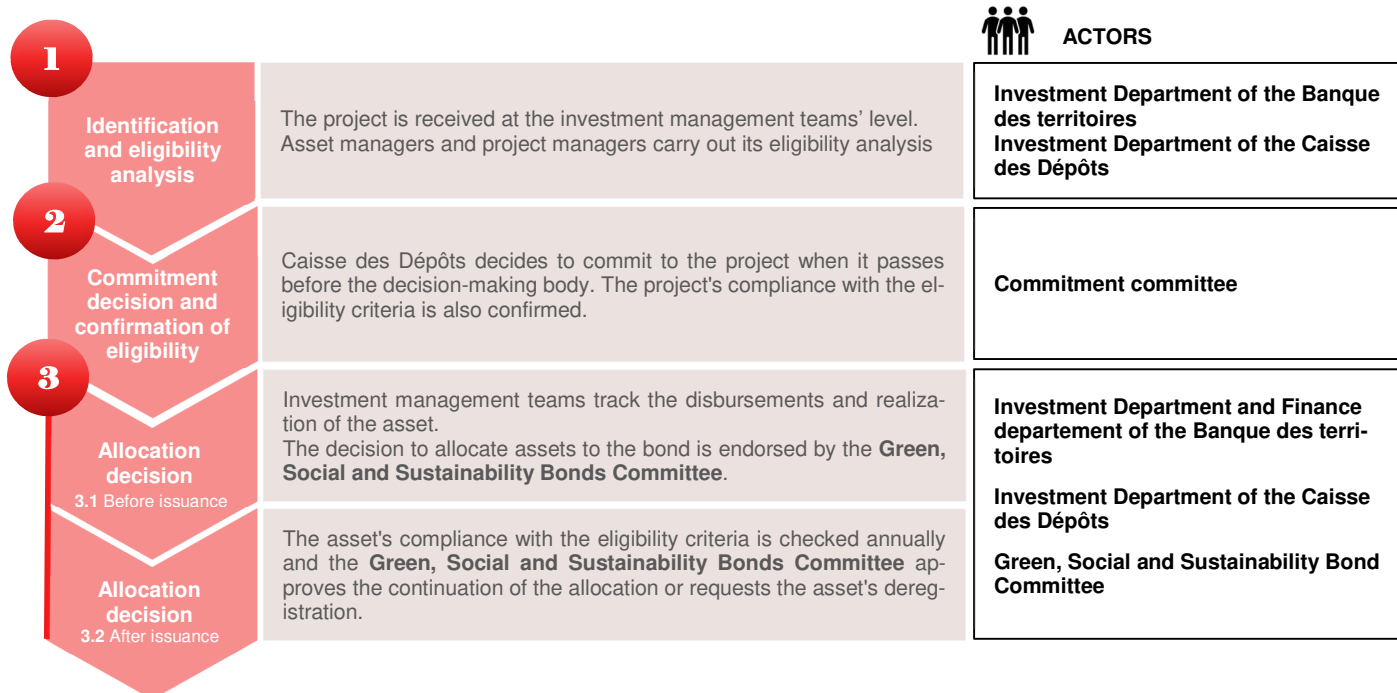 ACTORS
1
Identification
and eligibility
analysis
The project is received at the investment management teams' level.
Asset managers and project managers carry out its eligibility analysis
Investment Department of the Banque
des territoires
Investment Department of the Caisse
des Dépôts
2
Commitment
decision and
confirmation of
eligibility
Caisse des Dépôts decides to commit to the project when it passes
before the decision-making body. The project's compliance with the el-
igibility criteria is also confirmed.
Commitment committee
3
Allocation
decision
3.1 Before issuance
Investment management teams track the disbursements and realiza-
tion of the asset.
The decision to allocate assets to the bond is endorsed by the Green,
Social and Sustainability Bonds Committee.
Investment Department and Finance
departement of the Banque des terri-
toires
Investment Department of the Caisse
des Dépôts
Green, Social and Sustainability Bond
Committee
Allocation
decision
3.2 After issuance
The asset's compliance with the eligibility criteria is checked annually
and the Green, Social and Sustainability Bonds Committee ap-
proves the continuation of the allocation or requests the asset's dereg-
istration.